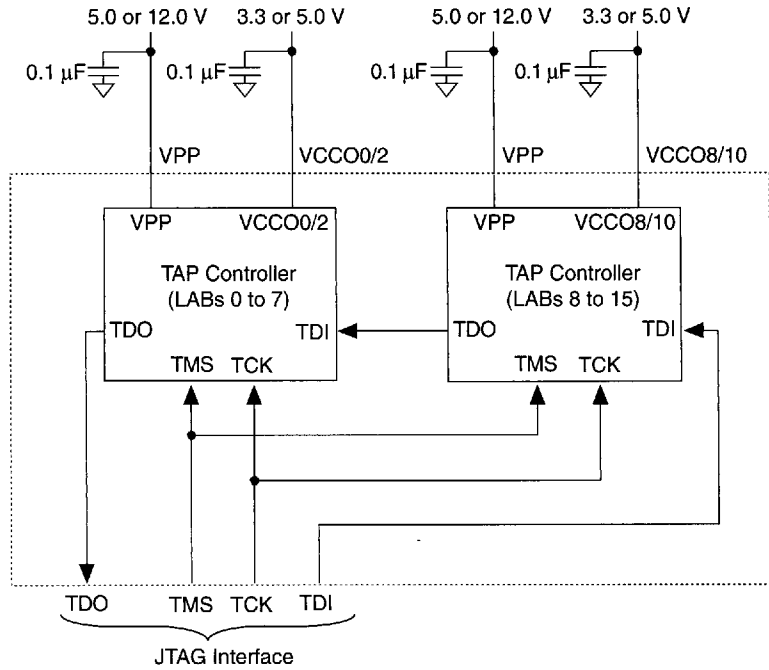 5.0 or 12.0 V 3.3 or 5.0 V 5.0 or 12.0 V 3.3 or 5.0 V
0.1 µF 0.1 µF 0.1 µF 0.1 µF
VPP VCCO0/2 VPP VCCO8/10
VPP VCCO0/2 VPP VCCO8/10
TAP Controller TAP Controller
(LABs 0 to 7) (LABs 8 to 15)
TDO TDI TDO TDI
TMS TCK TMS TCK
TDO TMS TCK TDI
JTAG Interface